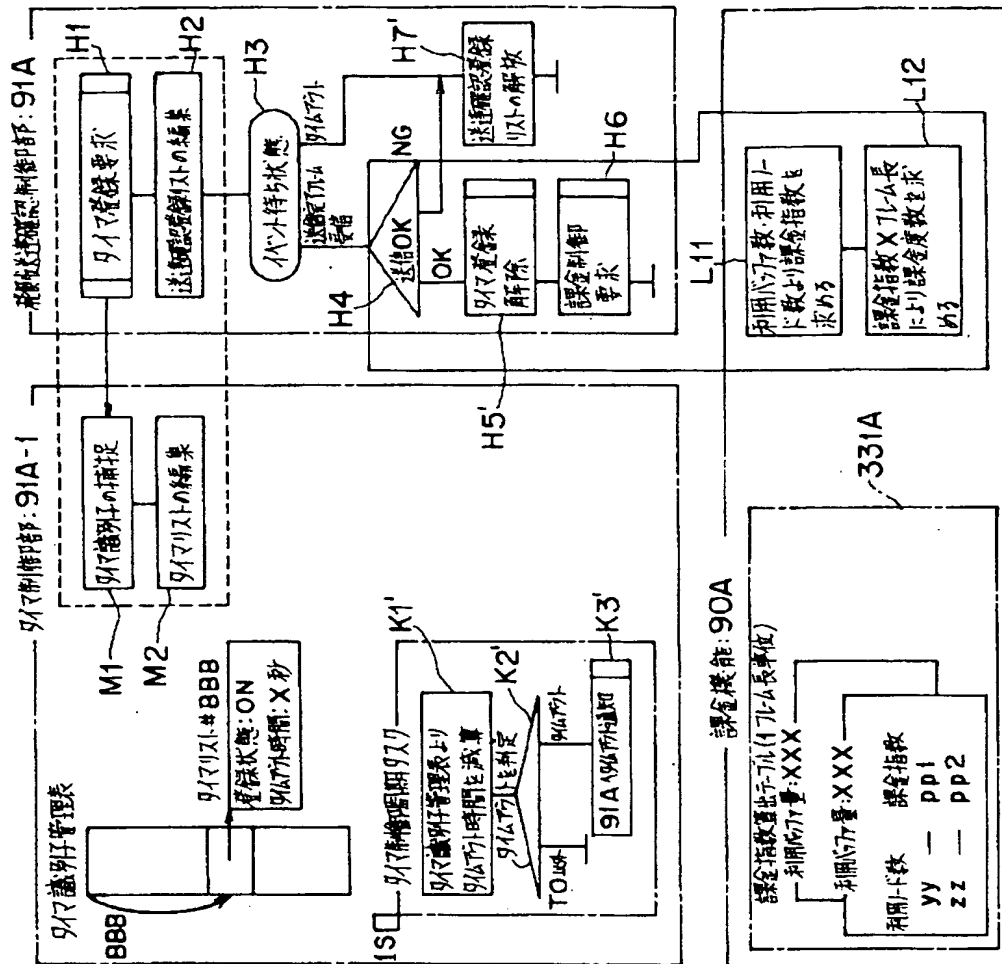 発側送達確認制御部:91A
タイマ登録要求
H1
送達確認登録リストの編集
H2
イベント待ち状態
H3
送信完了フレーム
受信
タイムアウト
送信OK
H4
NG
OK
タイマ登録
解除
H5'
課金制御
要求
H6
送達確認登録
リストの解放
H7'
タイマ制御部:91A-1
タイマ識別子の捕捉
M1
タイマリストの編集
M2
タイマ識別子管理表
BBB
タイマリスト#BBB
登録状態:ON
タイムアウト時間:X秒
1S
タイマ制御周期タスク
タイマ識別子管理表より
タイムアウト時間を減算
K1'
タイムアウトを判定
K2'
TO以外
タイムアウト
91Aへタイムアウト通知
K3'
課金機能:90A
L11
利用バッファ数・利用ノー
ド数より課金指数を
求める
課金指数×フレーム長
により課金度数を求
める
L12
331A
課金指数算出テーブル(1フレーム長単位)
利用バッファ量:XXX
利用バッファ量:XXX
利用ノード数 課金指数
yy — pp1
zz — pp2